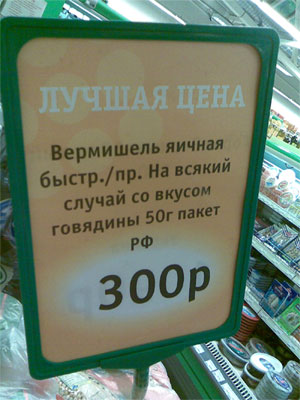 ЛУЧШАЯ ЦЕНА
Вермишель яичная
быстр./пр. На всякий
случай со вкусом
говядины 50г пакет
РФ
300р